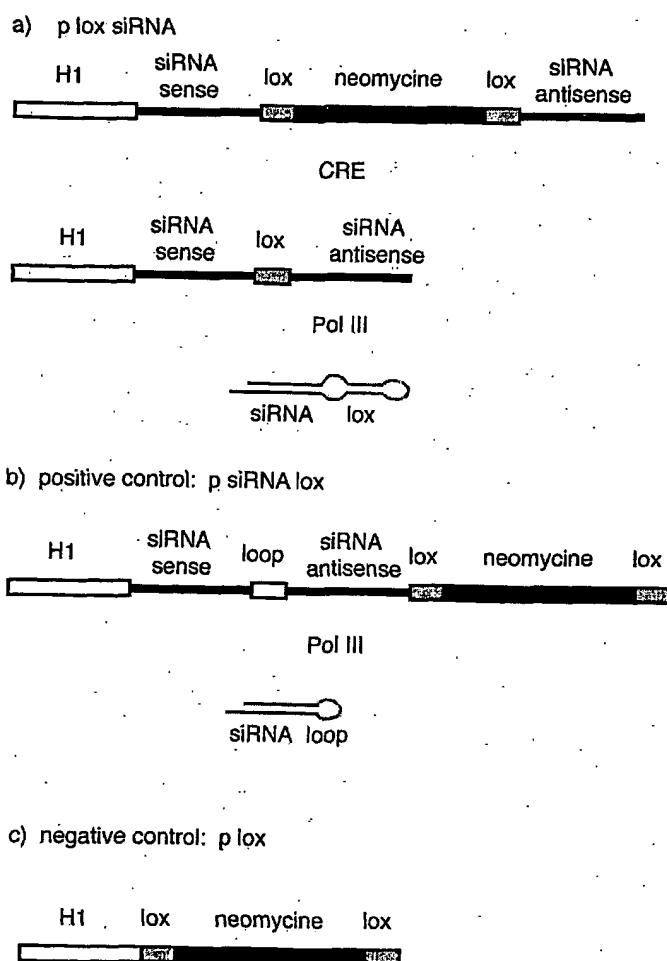 a) p lox siRNA
H1 siRNA sense lox neomycine lox siRNA antisense
CRE
H1 siRNA sense lox siRNA antisense
Pol III
siRNA lox
b) positive control: p siRNA lox
H1 siRNA sense loop siRNA antisense lox neomycine lox
Pol III
siRNA loop
c) negative control: p lox
H1 lox neomycine lox